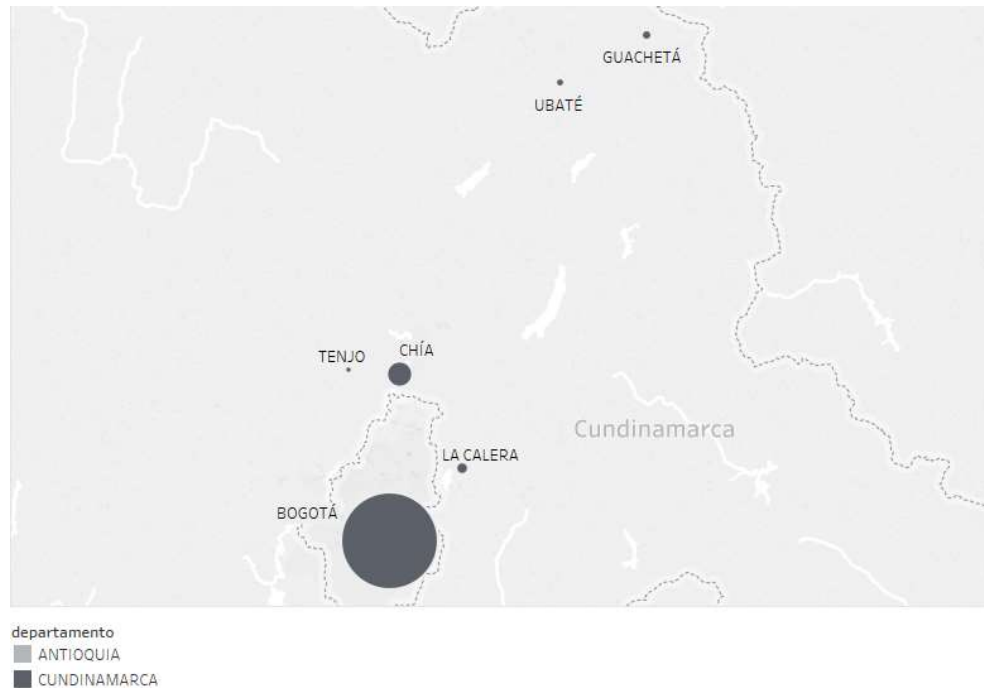 GUACHETÁ
UBATÉ
CHÍA
TENJO
Cundinamarca
LA CALERA
BOGOTÁ
departamento
ANTIOQUIA
CUNDINAMARCA